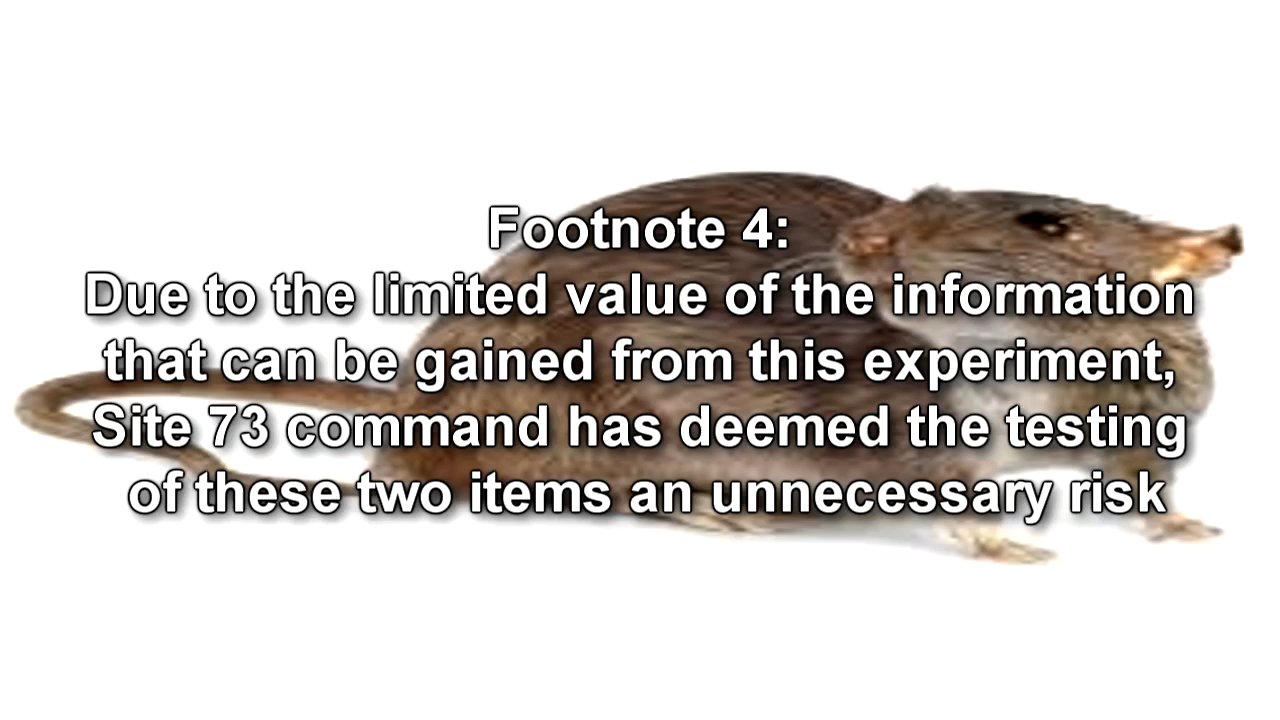 Footnote 4:
Due to the limited value of the information
that can be gained from this experiment,
Site 73 command has deemed the testing
of these two items an unnecessary risk